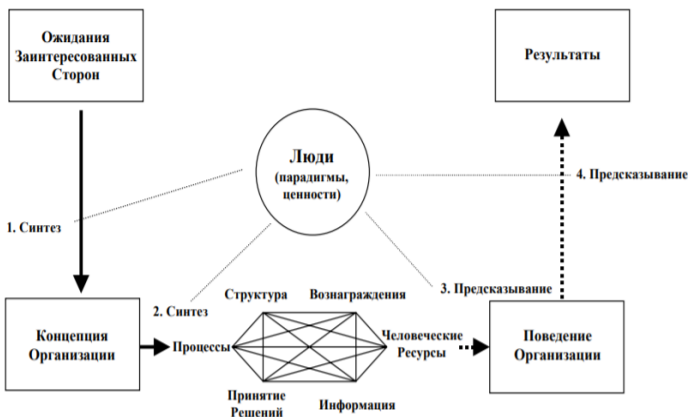 Ожидания
Заинтересованных
Сторон
Результаты
Люди
(парадигмы,
ценности)
4. Предсказывание
1. Синтез
3. Предсказывание
2. Синтез
Структура
Вознаграждения
Концепция
Организации
Процессы
Человеческие
Ресурсы
Поведение
Организации
Принятие
Решений
Информация